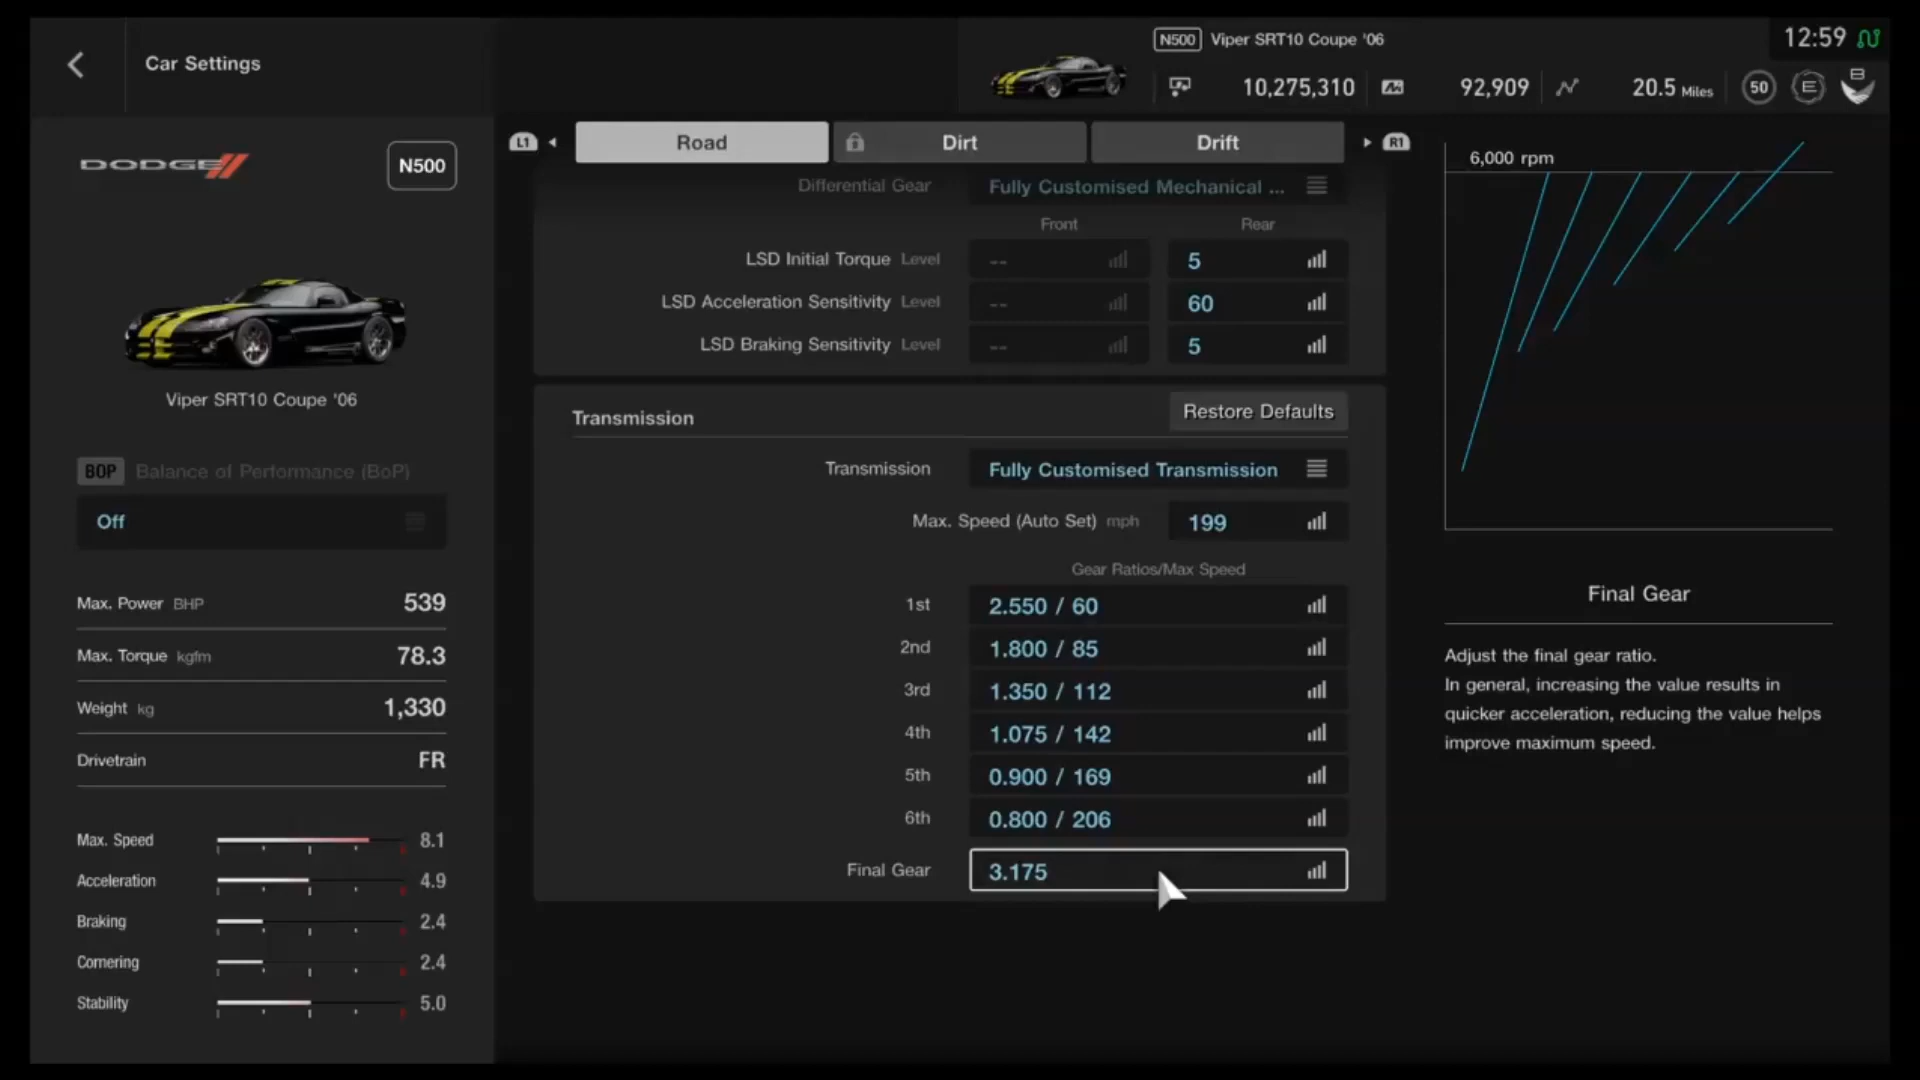 Car Settings
N500 Viper SRT10 Coupe '06
12:59
10,275,310 92,909 20.5 Miles 50 E B
DODGE N500
L1 Road Dirt Drift R1
6,000 rpm
Differential Gear Fully Customised Mechanical ...
Front Rear
LSD Initial Torque Level -- 5
LSD Acceleration Sensitivity Level -- 60
LSD Braking Sensitivity Level -- 5
Viper SRT10 Coupe '06
Transmission Restore Defaults
BOP Balance of Performance (BoP)
Off
Transmission Fully Customised Transmission
Max. Speed (Auto Set) mph 199
Gear Ratios/Max Speed
1st 2.550 / 60
2nd 1.800 / 85
3rd 1.350 / 112
4th 1.075 / 142
5th 0.900 / 169
6th 0.800 / 206
Final Gear 3.175
Max. Power BHP 539
Max. Torque kgfm 78.3
Weight kg 1,330
Drivetrain FR
Max. Speed 8.1
Acceleration 4.9
Braking 2.4
Cornering 2.4
Stability 5.0
Final Gear
Adjust the final gear ratio.
In general, increasing the value results in
quicker acceleration, reducing the value helps
improve maximum speed.